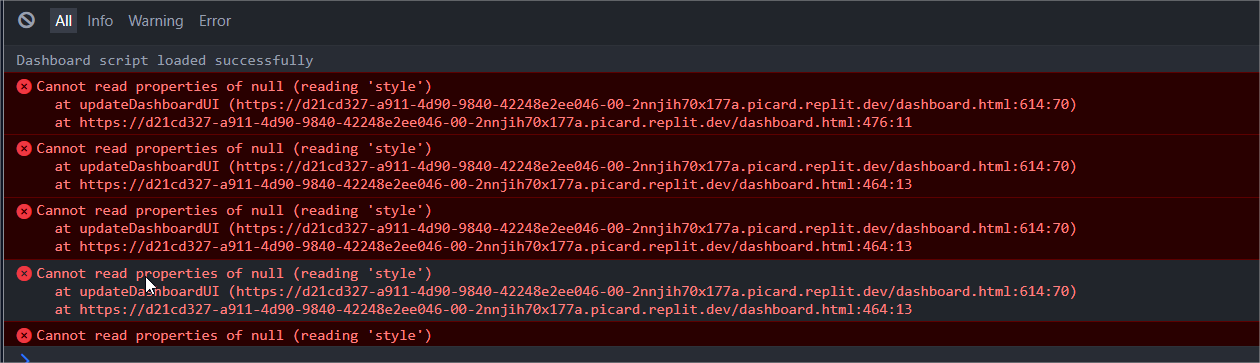 All Info Warning Error
Dashboard script loaded successfully
Cannot read properties of null (reading 'style')
at updateDashboardUI (https://d21cd327-a911-4d90-9840-42248e2ee046-00-2nnjih70x177a.picard.replit.dev/dashboard.html:614:70)
at https://d21cd327-a911-4d90-9840-42248e2ee046-00-2nnjih70x177a.picard.replit.dev/dashboard.html:476:11
Cannot read properties of null (reading 'style')
at updateDashboardUI (https://d21cd327-a911-4d90-9840-42248e2ee046-00-2nnjih70x177a.picard.replit.dev/dashboard.html:614:70)
at https://d21cd327-a911-4d90-9840-42248e2ee046-00-2nnjih70x177a.picard.replit.dev/dashboard.html:464:13
Cannot read properties of null (reading 'style')
at updateDashboardUI (https://d21cd327-a911-4d90-9840-42248e2ee046-00-2nnjih70x177a.picard.replit.dev/dashboard.html:614:70)
at https://d21cd327-a911-4d90-9840-42248e2ee046-00-2nnjih70x177a.picard.replit.dev/dashboard.html:464:13
Cannot read properties of null (reading 'style')
at updateDashboardUI (https://d21cd327-a911-4d90-9840-42248e2ee046-00-2nnjih70x177a.picard.replit.dev/dashboard.html:614:70)
at https://d21cd327-a911-4d90-9840-42248e2ee046-00-2nnjih70x177a.picard.replit.dev/dashboard.html:464:13
Cannot read properties of null (reading 'style')